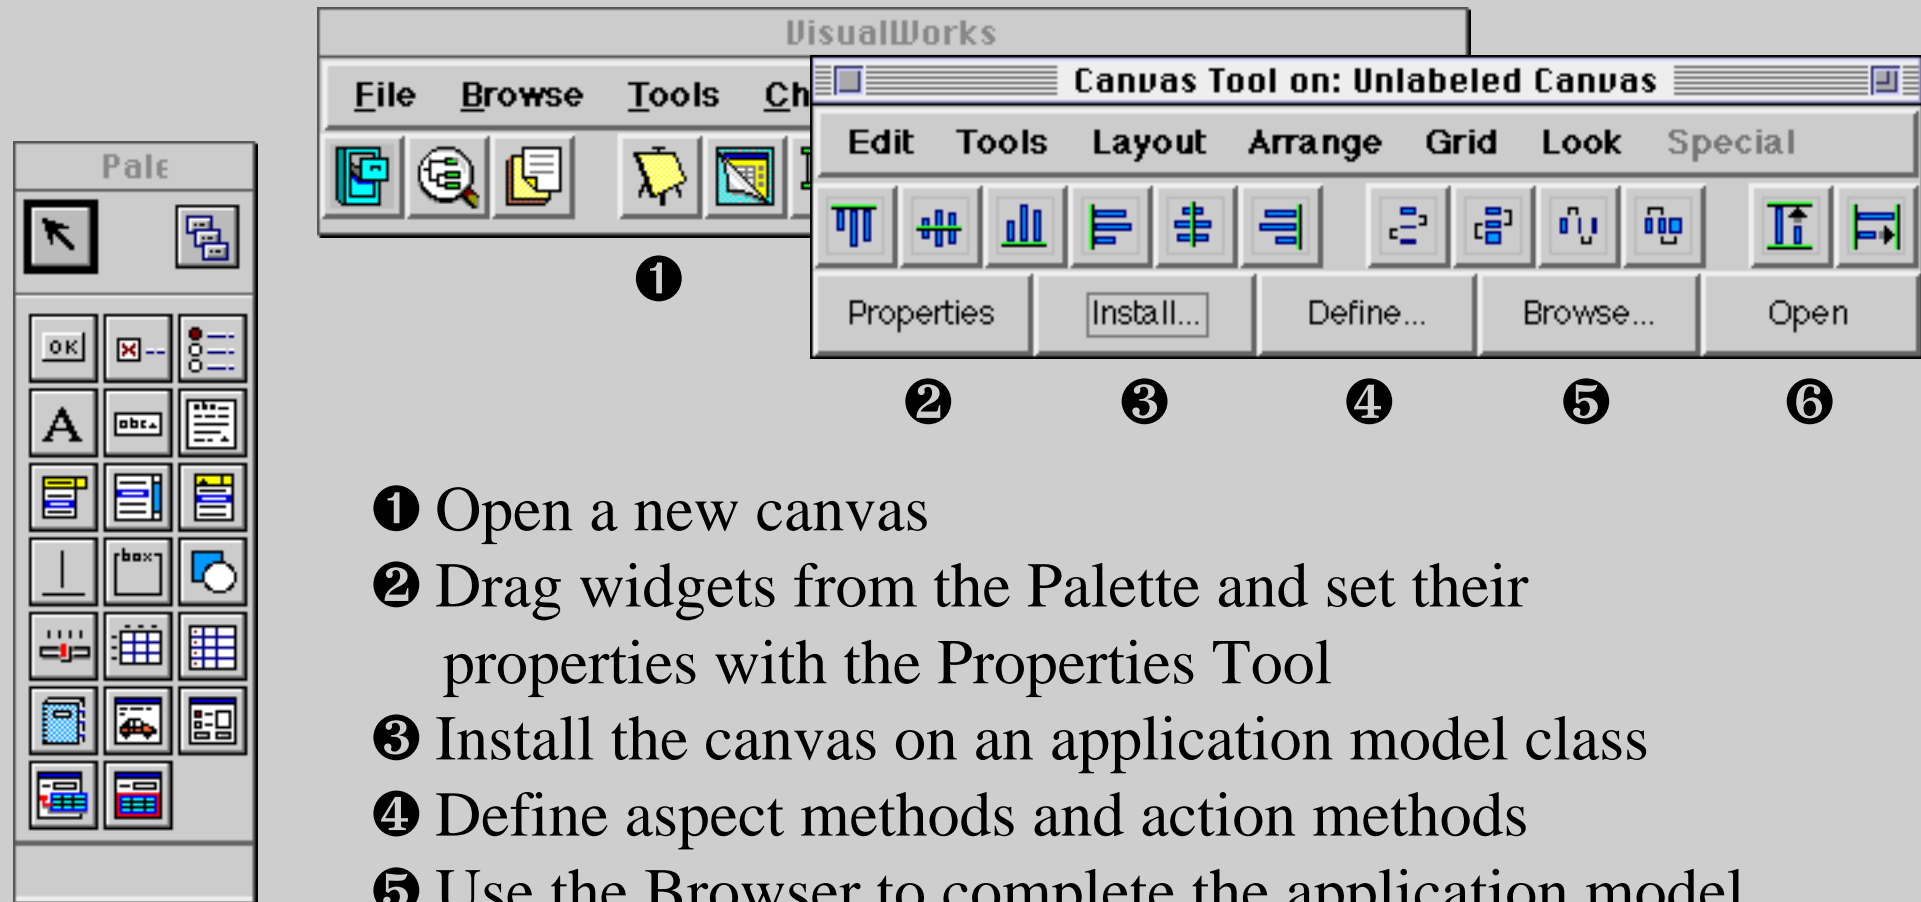 VisualWorks
File Browse Tools Ch
Canvas Tool on: Unlabeled Canvas
Edit Tools Layout Arrange Grid Look Special
Properties Install... Define... Browse... Open
Pale
OK
A
abc
box
❶
❷ ❸ ❹ ❺ ❻
❶ Open a new canvas
❷ Drag widgets from the Palette and set their
properties with the Properties Tool
❸ Install the canvas on an application model class
❹ Define aspect methods and action methods
❺ Use the Browser to complete the application model